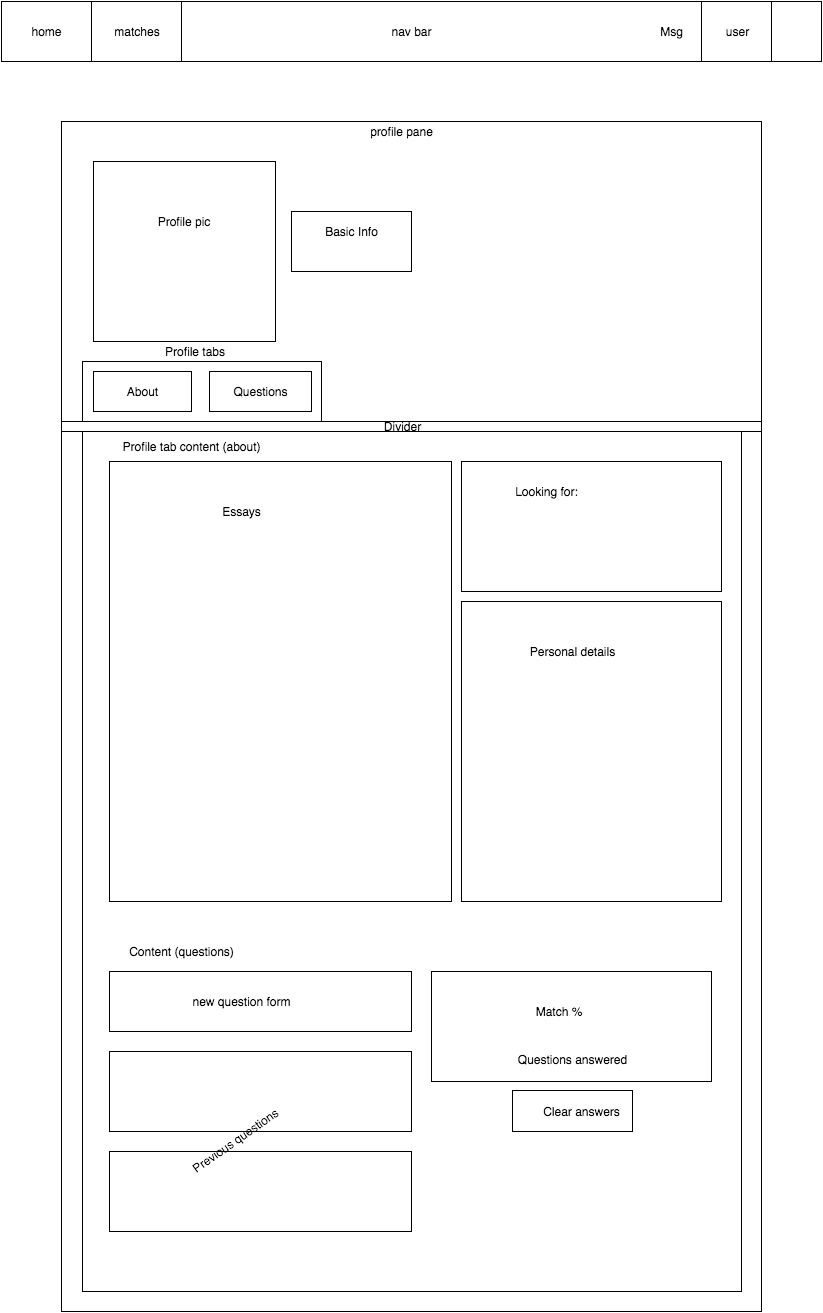 home
matches
nav bar
Msg
user
profile pane
Profile pic
Basic Info
Profile tabs
About
Questions
Divider
Profile tab content (about)
Essays
Looking for:
Personal details
Content (questions)
new question form
Match %
Questions answered
Clear answers
Previous questions